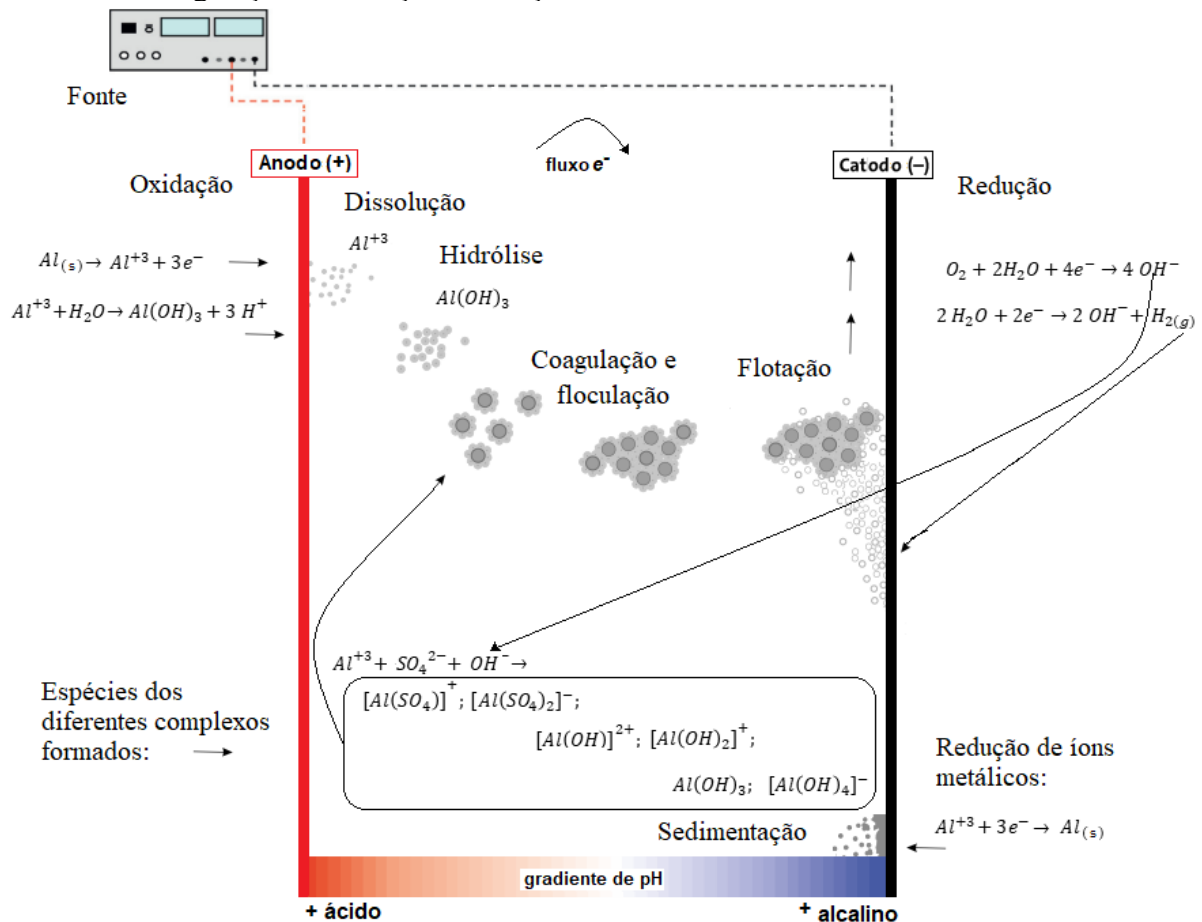 Fonte
fluxo e⁻
Anodo (+)
Catodo (−)
Oxidação
Redução
Dissolução
Al⁺³
Hidrólise
Al(OH)₃
Al₍ₛ₎ → Al⁺³ + 3e⁻
Al⁺³+H₂O → Al(OH)₃ + 3 H⁺
O₂ + 2H₂O + 4e⁻ → 4 OH⁻
2 H₂O + 2e⁻ → 2 OH⁻ + H₂₍g₎
Coagulação e
floculação
Flotação
Al⁺³ + SO₄²⁻ + OH⁻ →
[Al(SO₄)]⁺; [Al(SO₄)₂]⁻;
[Al(OH)]²⁺; [Al(OH)₂]⁺;
Al(OH)₃; [Al(OH)₄]⁻
Espécies dos
diferentes complexos
formados:
Redução de íons
metálicos:
Al⁺³ + 3e⁻ → Al₍ₛ₎
Sedimentação
gradiente de pH
+ ácido
+ alcalino